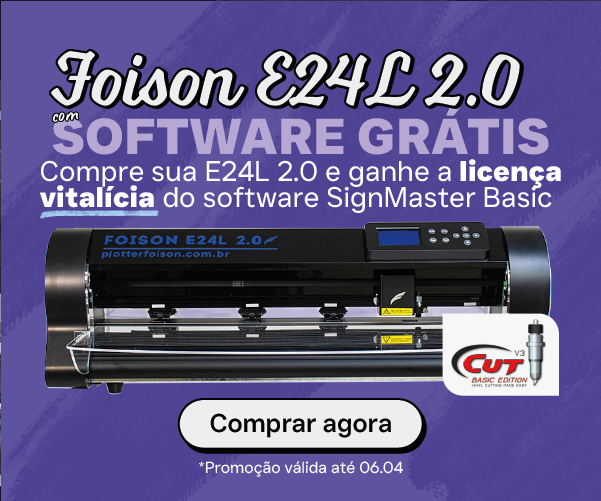 Foison E24L 2.0
com
SOFTWARE GRÁTIS
Compre sua E24L 2.0 e ganhe a licença
vitalícia do software SignMaster Basic
FOISON E24L 2.0
plotterfoison.com.br
V3
CUT
BASIC EDITION
VINYL CUTTING MADE EASY
Comprar agora
*Promoção válida até 06.04